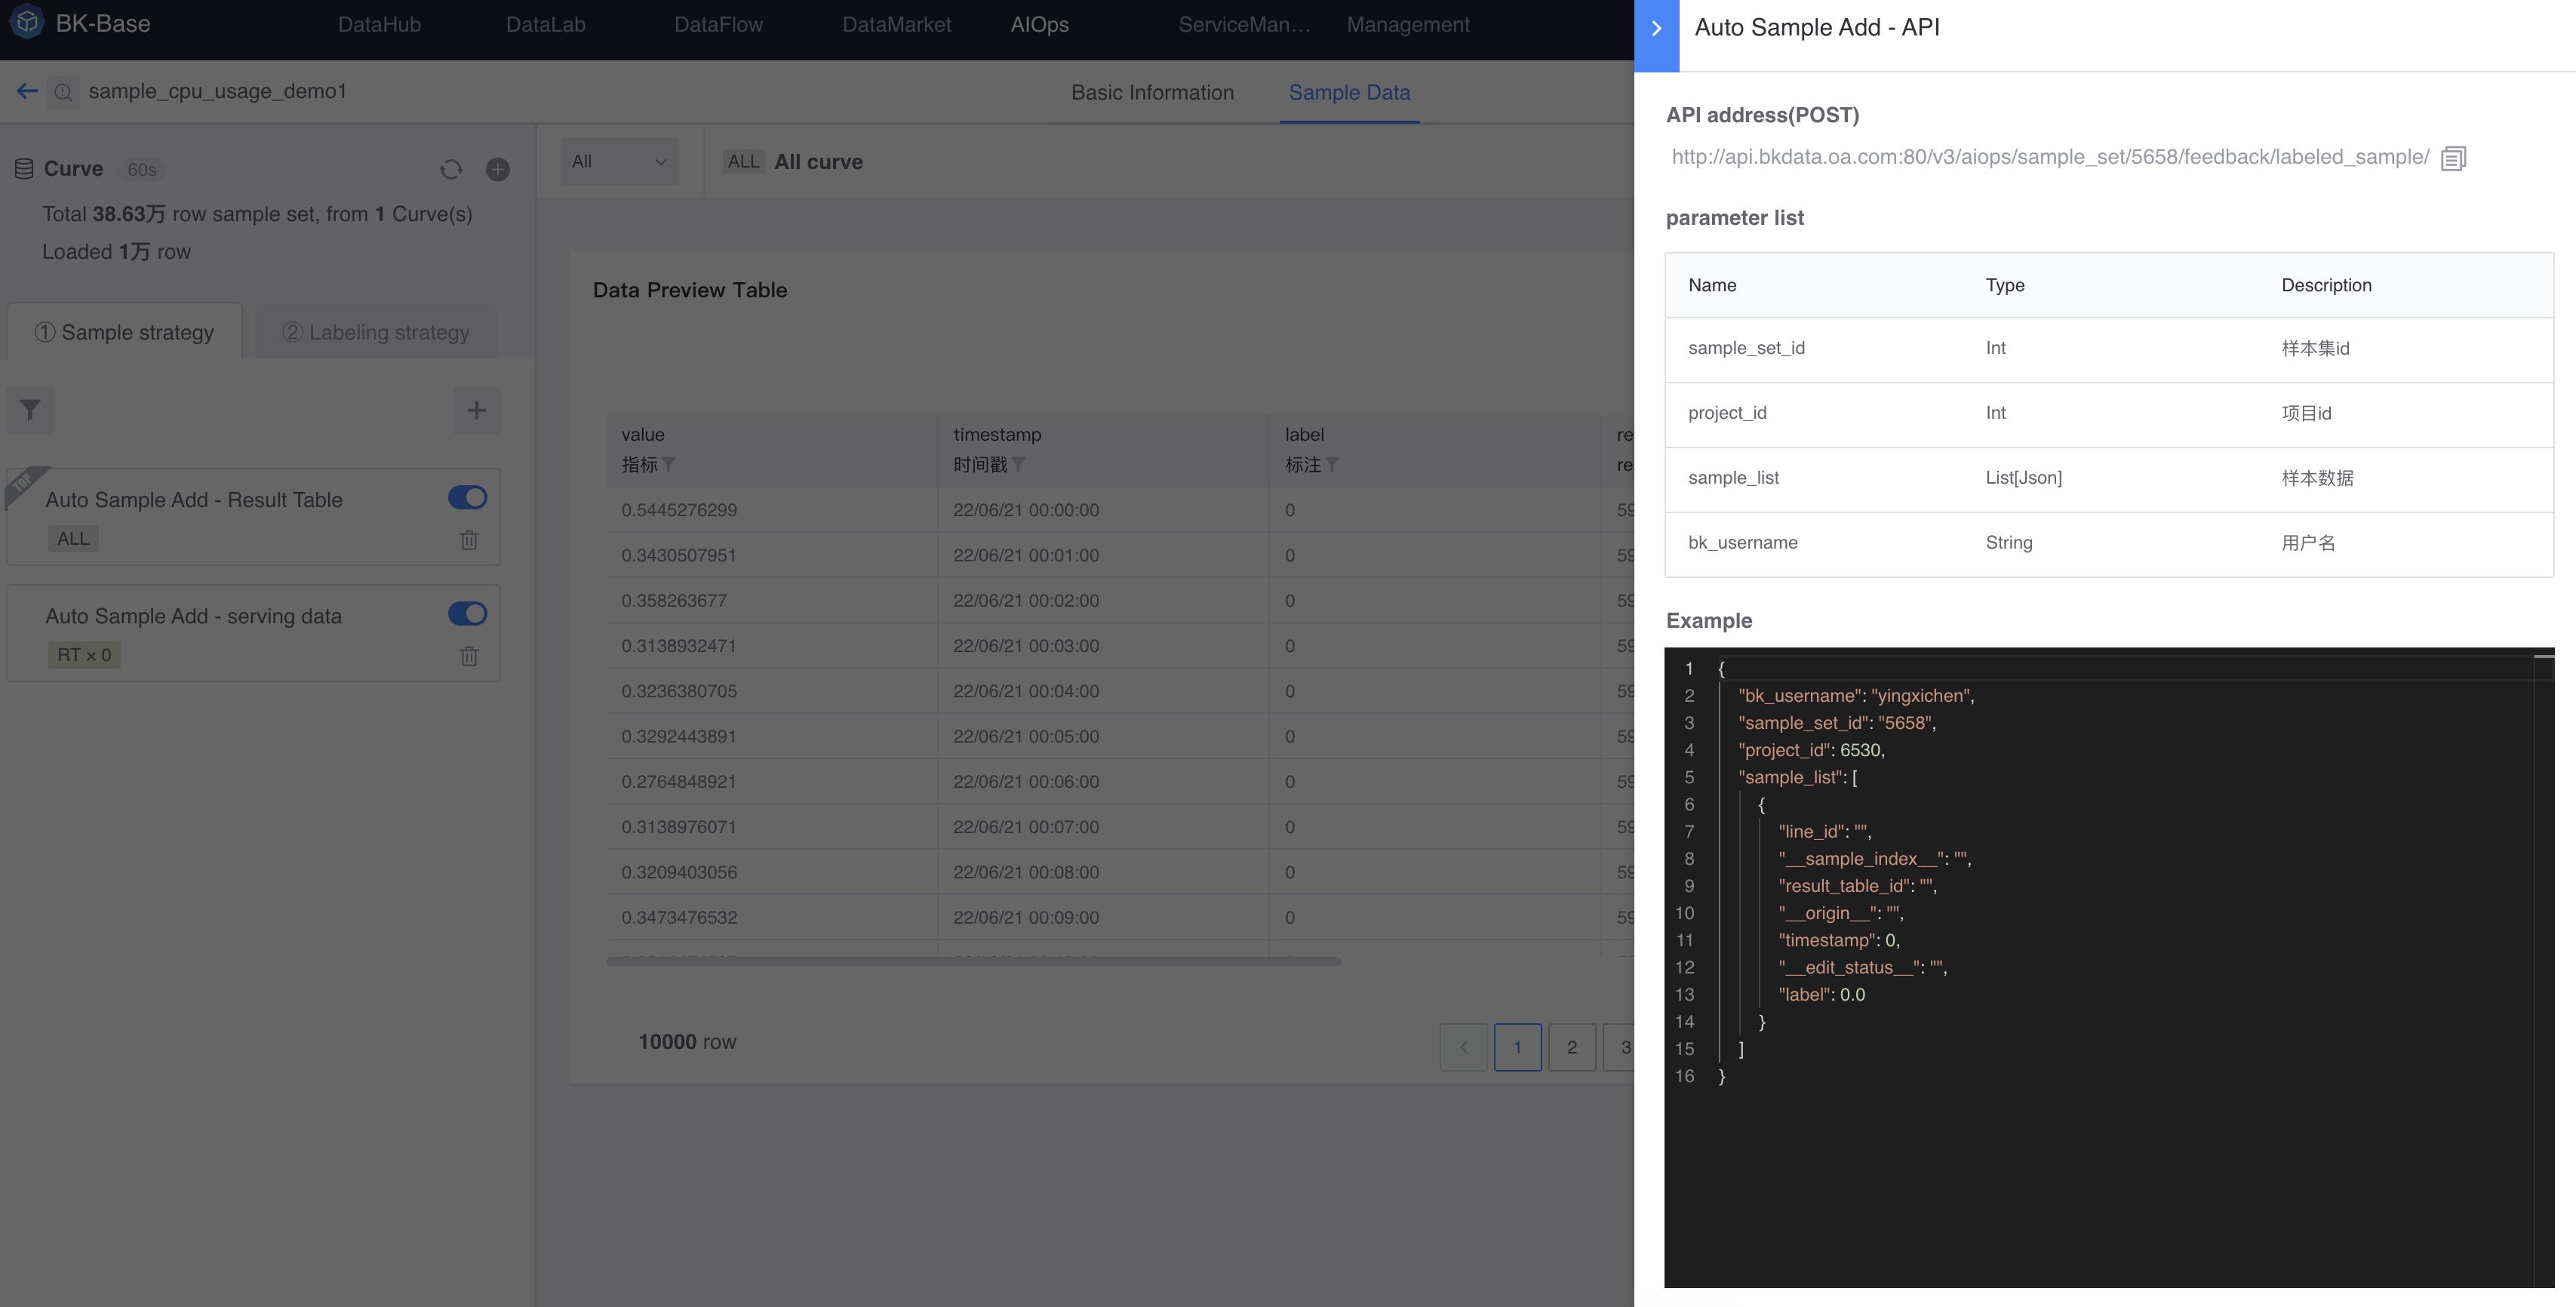 BK-Base
DataHub
DataLab
DataFlow
DataMarket
AIOps
ServiceMan...
Management
sample_cpu_usage_demo1
Basic Information
Sample Data
Curve 60s
Total 38.63万 row sample set, from 1 Curve(s)
Loaded 1万 row
① Sample strategy
② Labeling strategy
TOP
Auto Sample Add - Result Table
ALL
Auto Sample Add - serving data
RT × 0
All
ALL All curve
Data Preview Table
value timestamp label re
指标 时间戳 标注 re
0.5445276299 22/06/21 00:00:00 0 59
0.3430507951 22/06/21 00:01:00 0 59
0.358263677 22/06/21 00:02:00 0 59
0.3138932471 22/06/21 00:03:00 0 59
0.3236380705 22/06/21 00:04:00 0 59
0.3292443891 22/06/21 00:05:00 0 59
0.2764848921 22/06/21 00:06:00 0 59
0.3138976071 22/06/21 00:07:00 0 59
0.3209403056 22/06/21 00:08:00 0 59
0.3473476532 22/06/21 00:09:00 0 59
10000 row
1 2 3
Auto Sample Add - API
API address(POST)
http://api.bkdata.oa.com:80/v3/aiops/sample_set/5658/feedback/labeled_sample/
parameter list
Name Type Description
sample_set_id Int 样本集id
project_id Int 项目id
sample_list List[Json] 样本数据
bk_username String 用户名
Example
1 {
2 "bk_username": "yingxichen",
3 "sample_set_id": "5658",
4 "project_id": 6530,
5 "sample_list": [
6 {
7 "line_id": "",
8 "__sample_index__": "",
9 "result_table_id": "",
10 "__origin__": "",
11 "timestamp": 0,
12 "__edit_status__": "",
13 "label": 0.0
14 }
15 ]
16 }